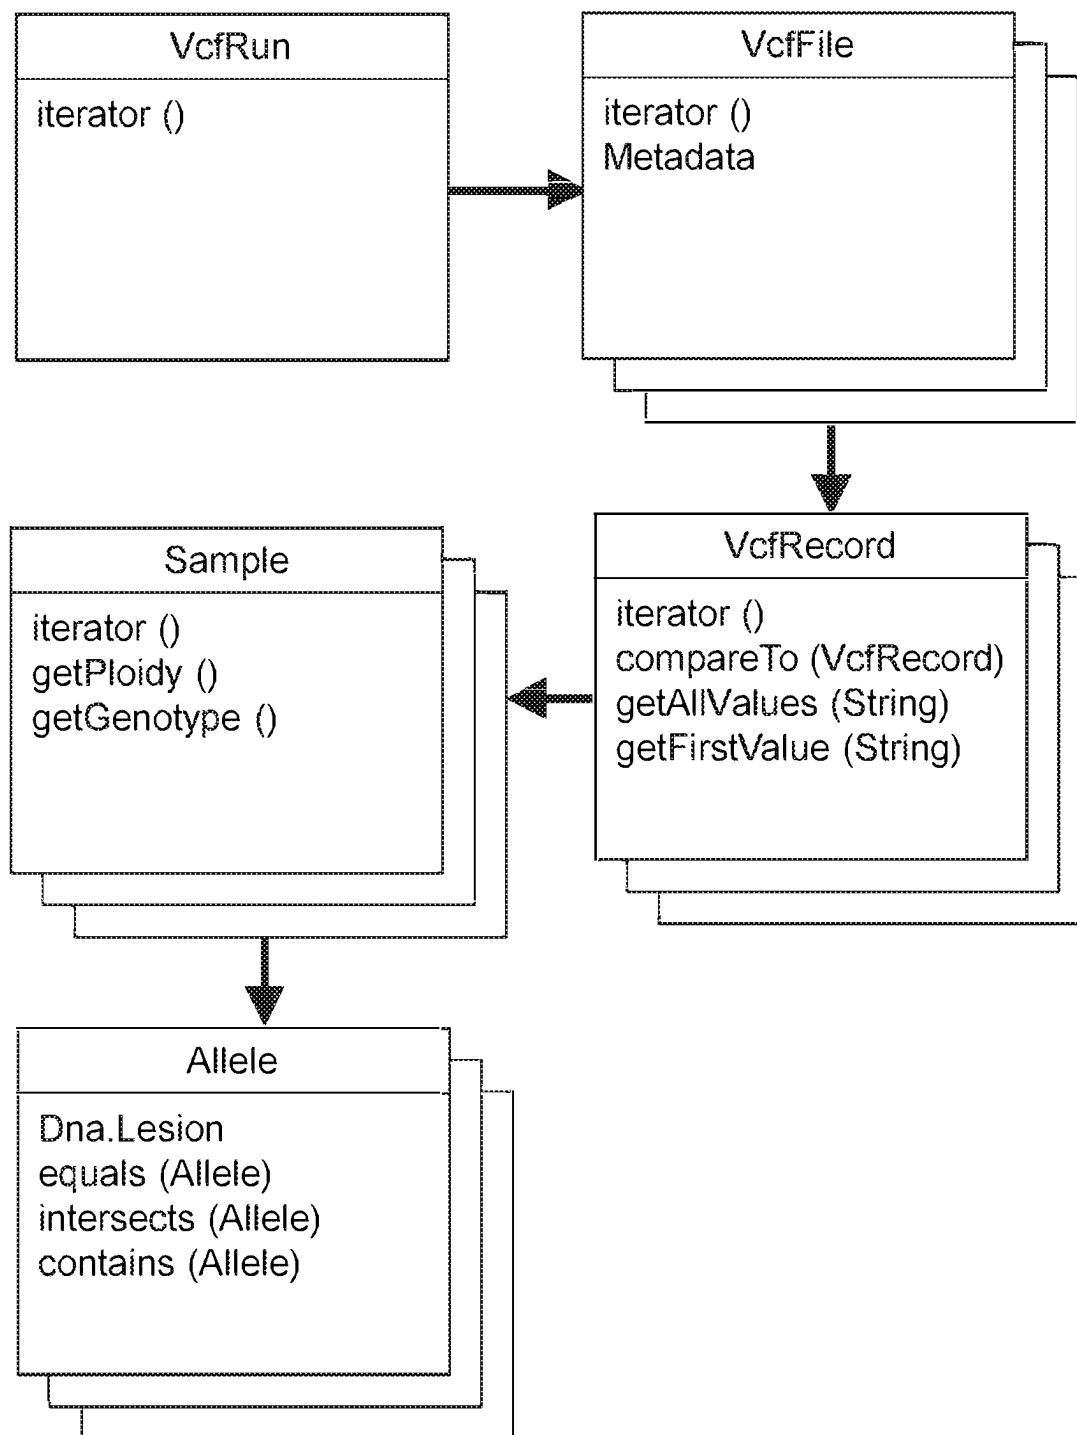 VcfRun
iterator ()
VcfFile
iterator ()
Metadata
VcfRecord
iterator ()
compareTo (VcfRecord)
getAllValues (String)
getFirstValue (String)
Sample
iterator ()
getPloidy ()
getGenotype ()
Allele
Dna.Lesion
equals (Allele)
intersects (Allele)
contains (Allele)